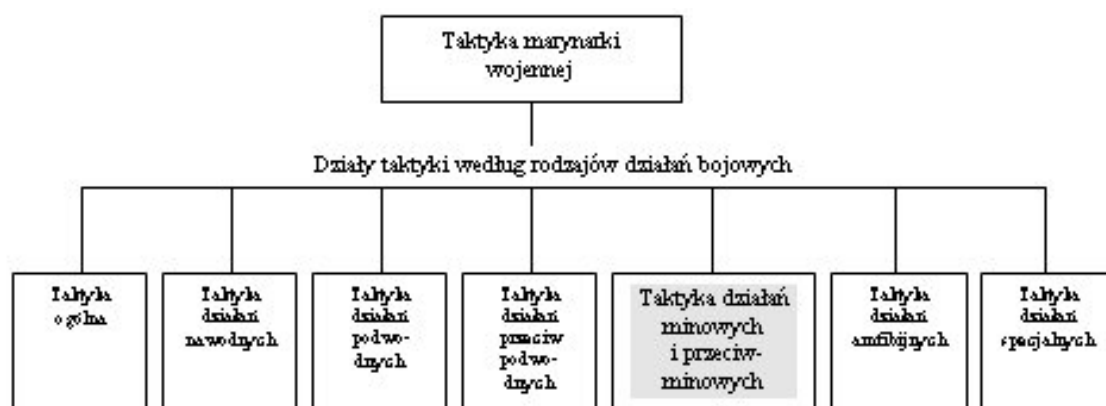 Taktyka marynarki
wojennej
Działy taktyki według rodzajów działań bojowych
Taktyka
ogólna
Taktyka
działań
nawodnych
Taktyka
działań
podwo-
dnych
Taktyka
działań
przeciw
podwo-
dnych
Taktyka działań
minowych
i przeciw-
minowych
Taktyka
działań
amfibijnych
Taktyka
działań
specjalnych